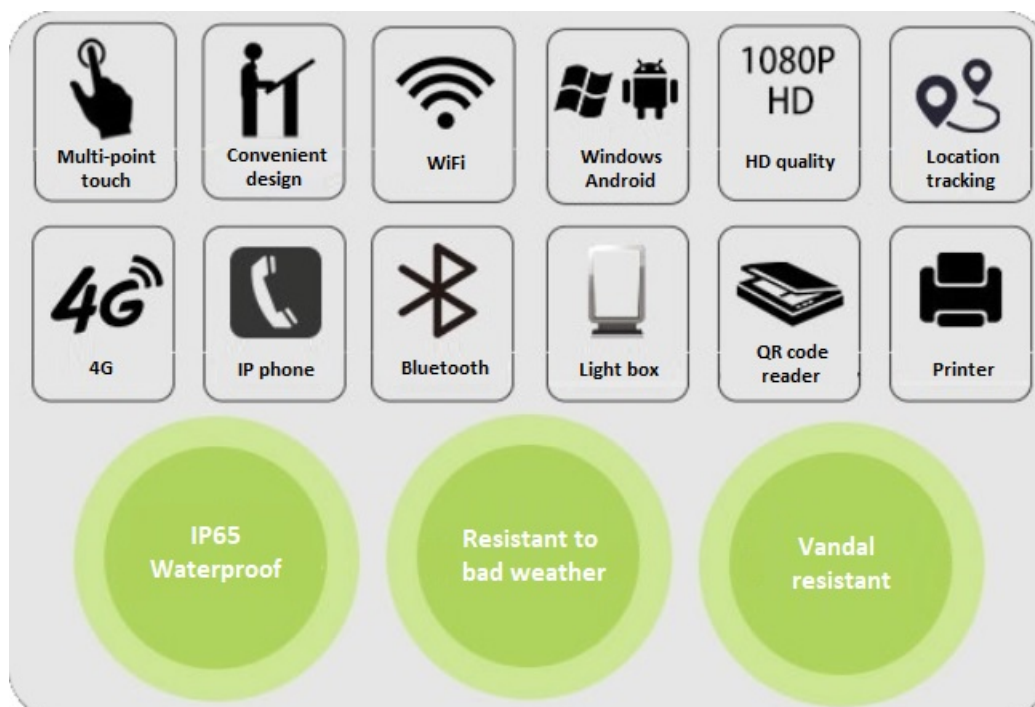 Multi-point
touch
Convenient
design
WiFi
Windows
Android
1080P
HD
HD quality
Location
tracking
4G
4G
IP phone
Bluetooth
Light box
QR code
reader
Printer
IP65
Waterproof
Resistant to
bad weather
Vandal
resistant